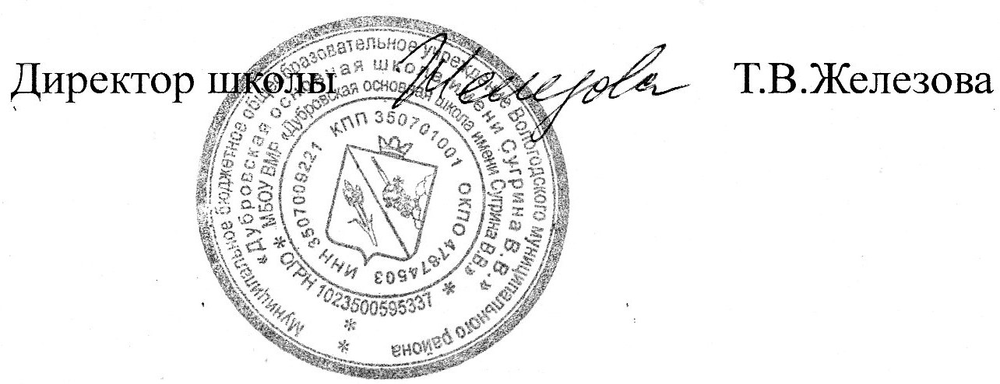 Директор школы Железова Т.В.Железова
Муниципальное бюджетное общеобразовательное учреждение Вологодского муниципального района
«Дубровская основная школа имени Сугрина В.В.»
* МБОУ ВМР «Дубровская основная школа имени Сугрина В.В.» *
ОГРН 1023500595337
* *
ИНН 3507009221 КПП 350701001 ОКПО 47874503